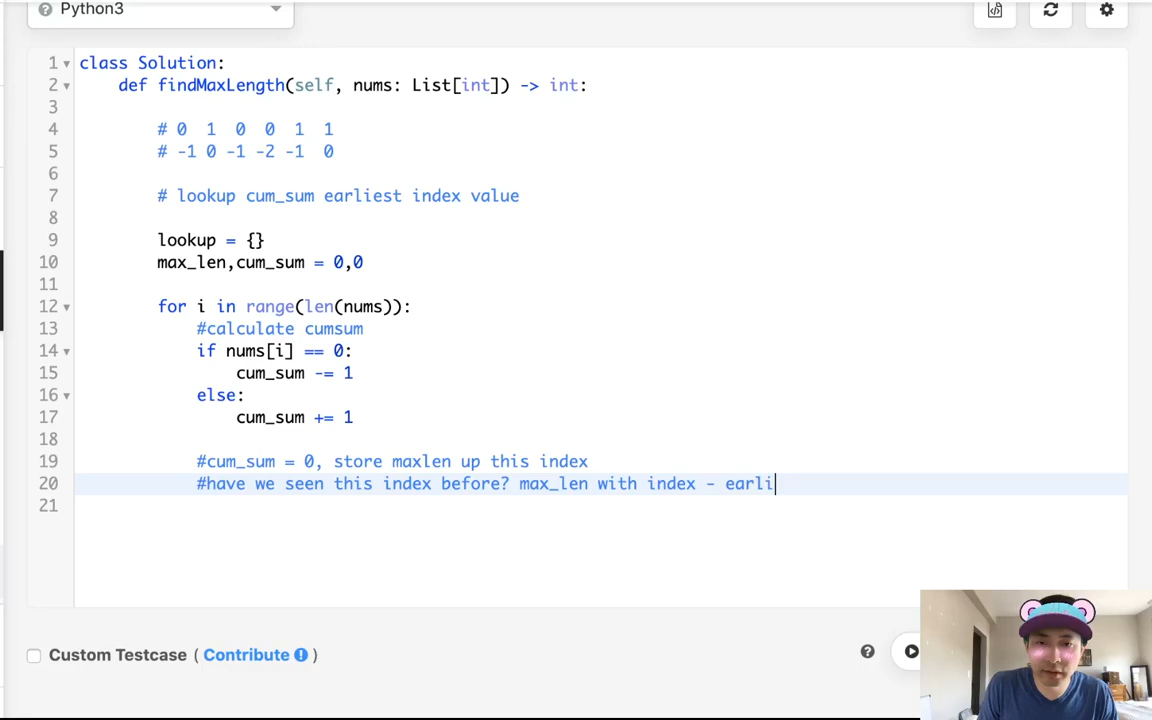 Python3
1 class Solution:
2 def findMaxLength(self, nums: List[int]) -> int:
3
4 # 0 1 0 0 1 1
5 # -1 0 -1 -2 -1 0
6
7 # lookup cum_sum earliest index value
8
9 lookup = {}
10 max_len,cum_sum = 0,0
11
12 for i in range(len(nums)):
13 #calculate cumsum
14 if nums[i] == 0:
15 cum_sum -= 1
16 else:
17 cum_sum += 1
18
19 #cum_sum = 0, store maxlen up this index
20 #have we seen this index before? max_len with index - earli
21
Custom Testcase ( Contribute )